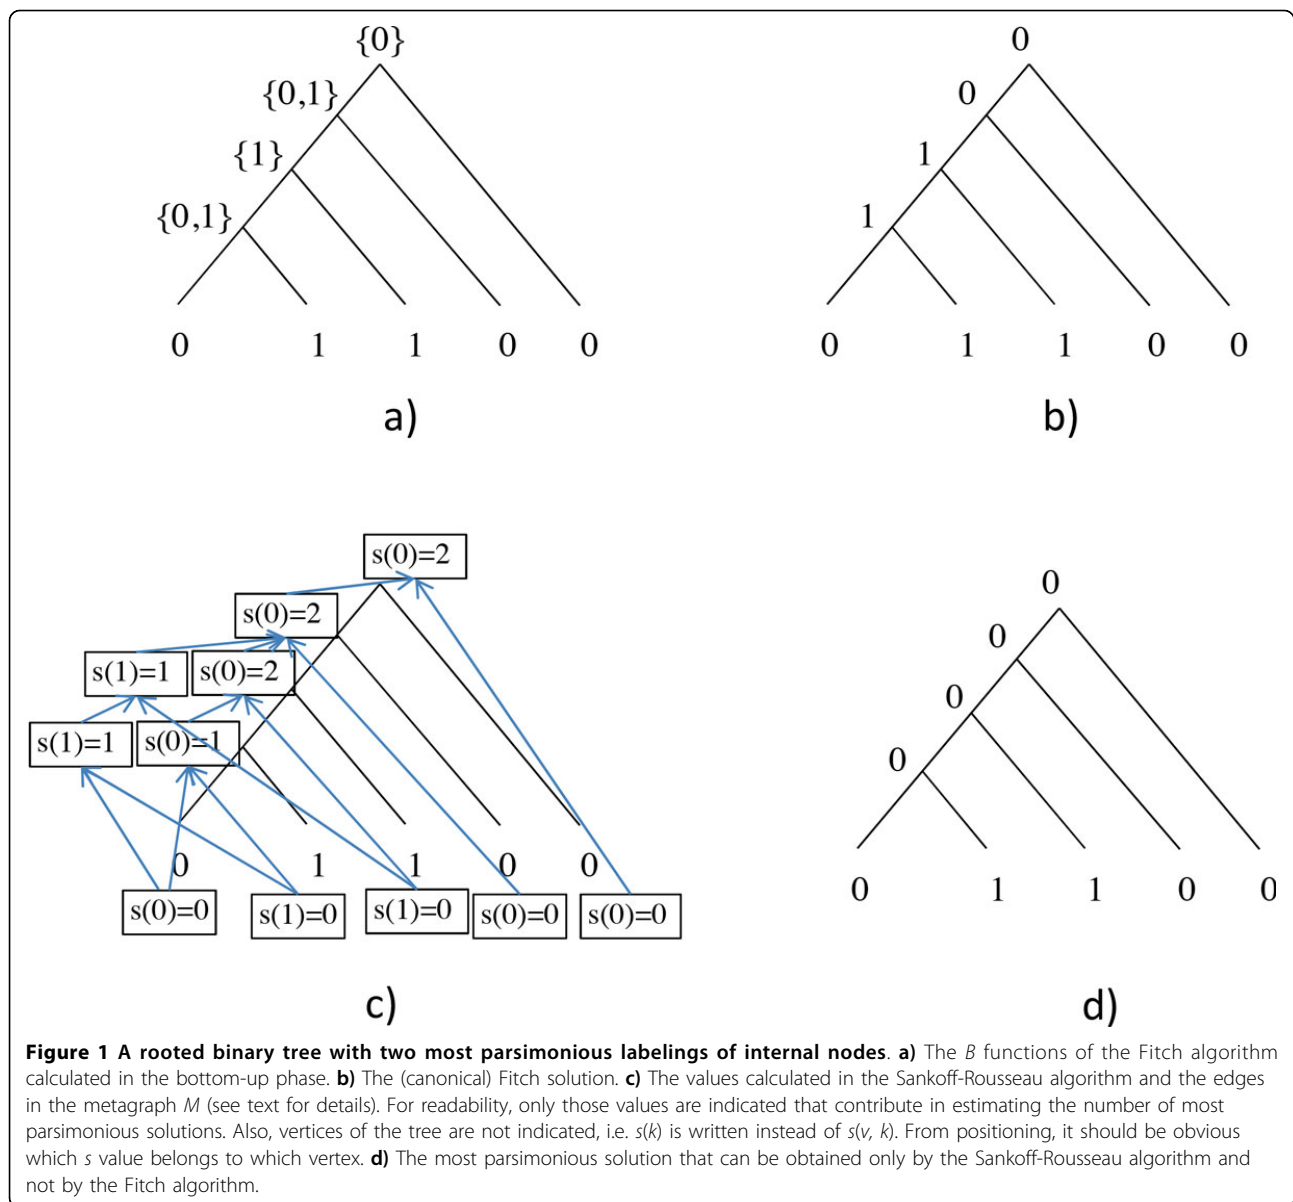 {0}
{0,1}
{1}
{0,1}
0 1 1 0 0
a)
0
0
1
1
0 1 1 0 0
b)
s(0)=2
s(0)=2
s(1)=1 s(0)=2
s(1)=1 s(0)=1
0 1 1 0 0
s(0)=0 s(1)=0 s(1)=0 s(0)=0 s(0)=0
c)
0
0
0
0
0 1 1 0 0
d)
Figure 1 A rooted binary tree with two most parsimonious labelings of internal nodes. a) The B functions of the Fitch algorithm
calculated in the bottom-up phase. b) The (canonical) Fitch solution. c) The values calculated in the Sankoff-Rousseau algorithm and the edges
in the metagraph M (see text for details). For readability, only those values are indicated that contribute in estimating the number of most
parsimonious solutions. Also, vertices of the tree are not indicated, i.e. s(k) is written instead of s(v, k). From positioning, it should be obvious
which s value belongs to which vertex. d) The most parsimonious solution that can be obtained only by the Sankoff-Rousseau algorithm and
not by the Fitch algorithm.